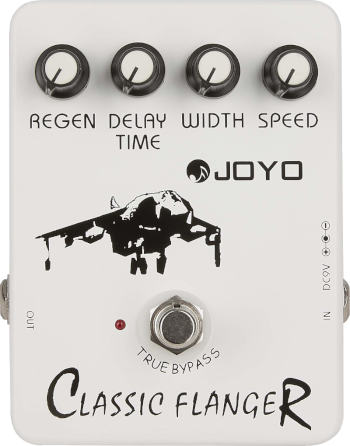 REGEN DELAY TIME WIDTH SPEED
JOYO
DC9V
OUT
IN
TRUE BYPASS
CLASSIC FLANGER